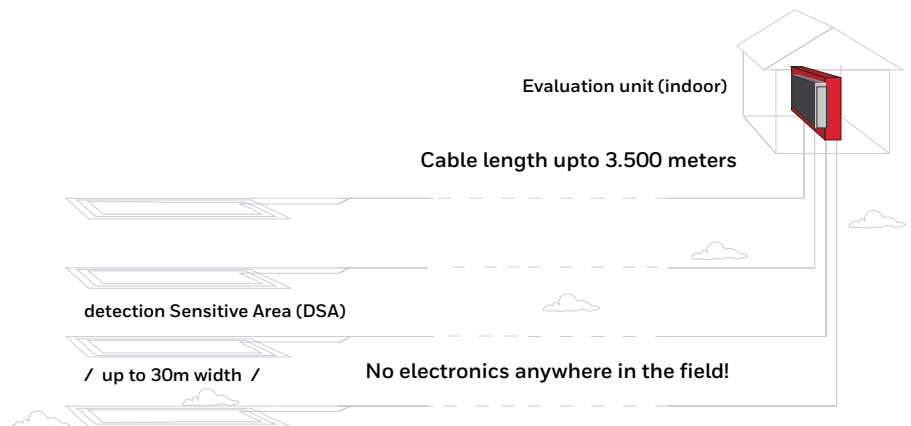 Evaluation unit (indoor)
Cable length upto 3.500 meters
detection Sensitive Area (DSA)
/ up to 30m width /
No electronics anywhere in the field!